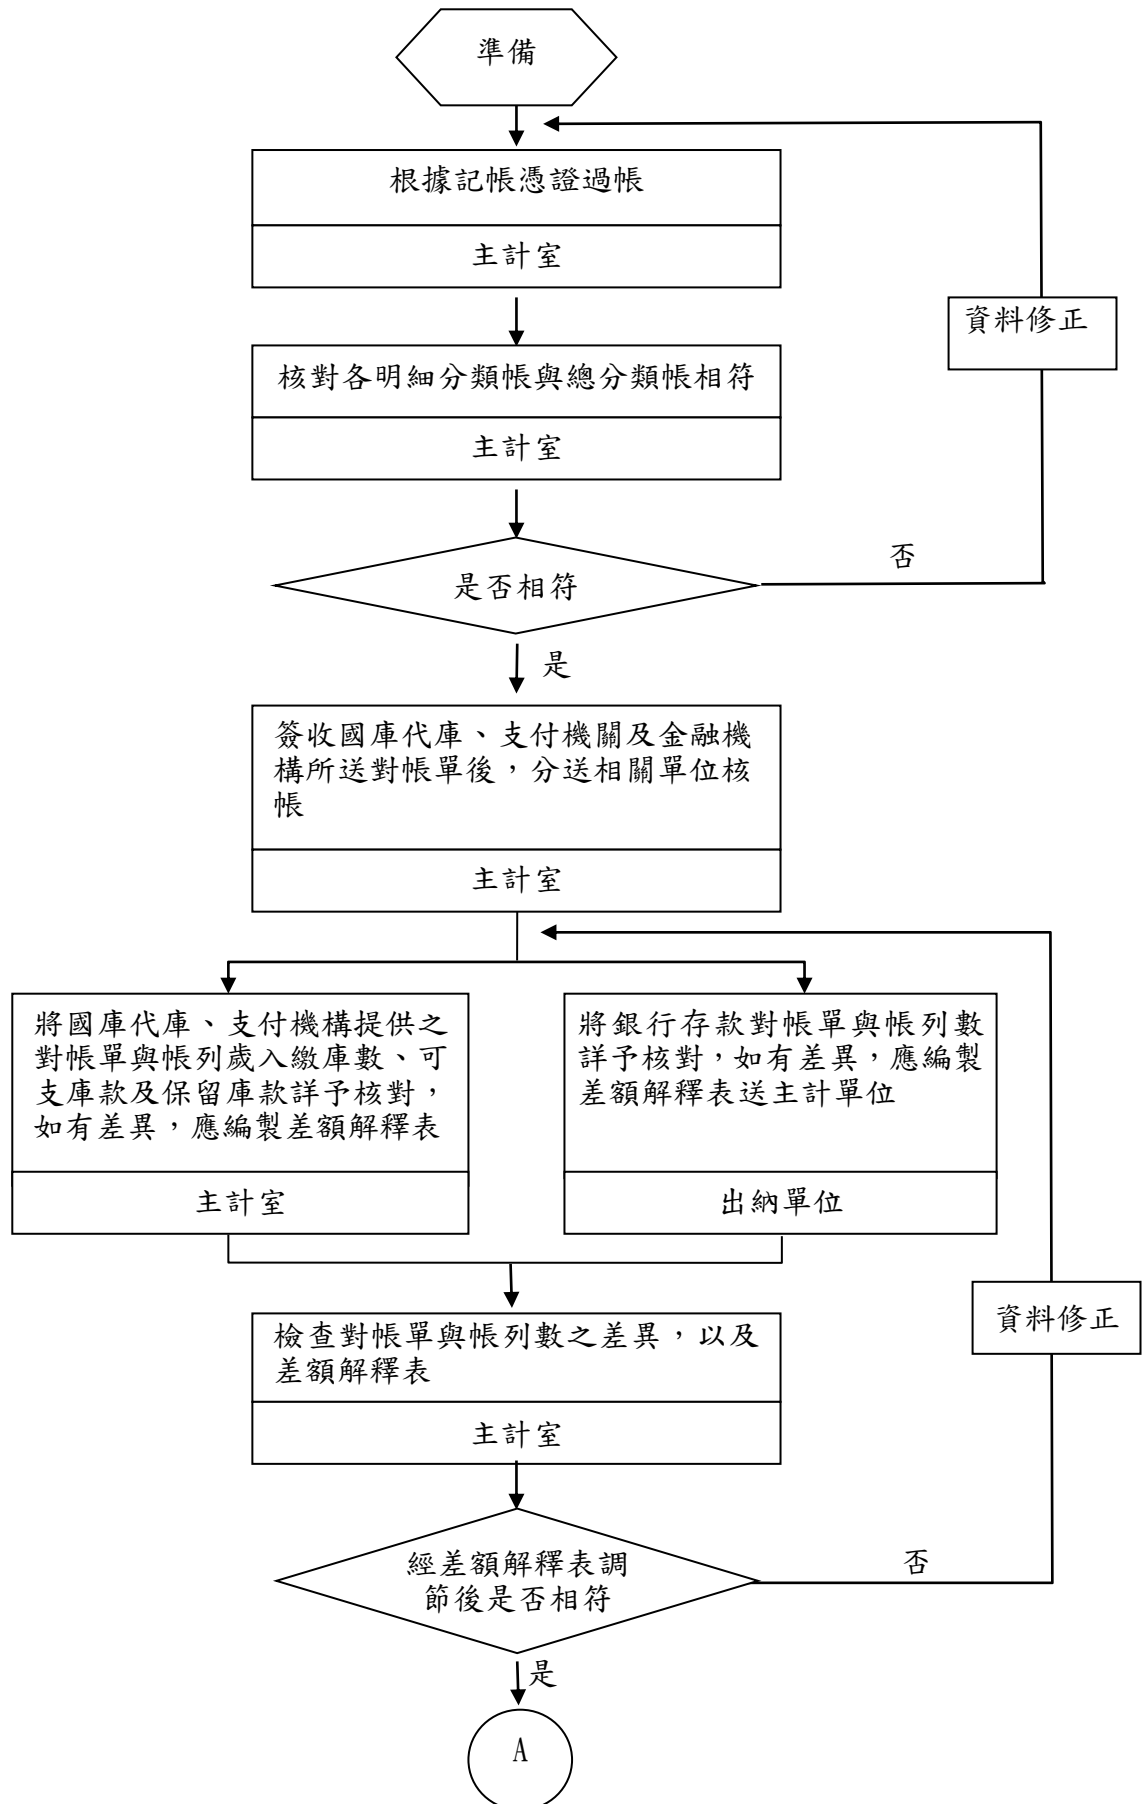 準備
根據記帳憑證過帳
主計室
資料修正
核對各明細分類帳與總分類帳相符
主計室
是否相符
否
是
簽收國庫代庫、支付機關及金融機
構所送對帳單後，分送相關單位核
帳
主計室
將國庫代庫、支付機構提供之
對帳單與帳列歲入繳庫數、可
支庫款及保留庫款詳予核對，
如有差異，應編製差額解釋表
主計室
將銀行存款對帳單與帳列數
詳予核對，如有差異，應編製
差額解釋表送主計單位
出納單位
資料修正
檢查對帳單與帳列數之差異，以及
差額解釋表
主計室
經差額解釋表調
節後是否相符
否
是
A